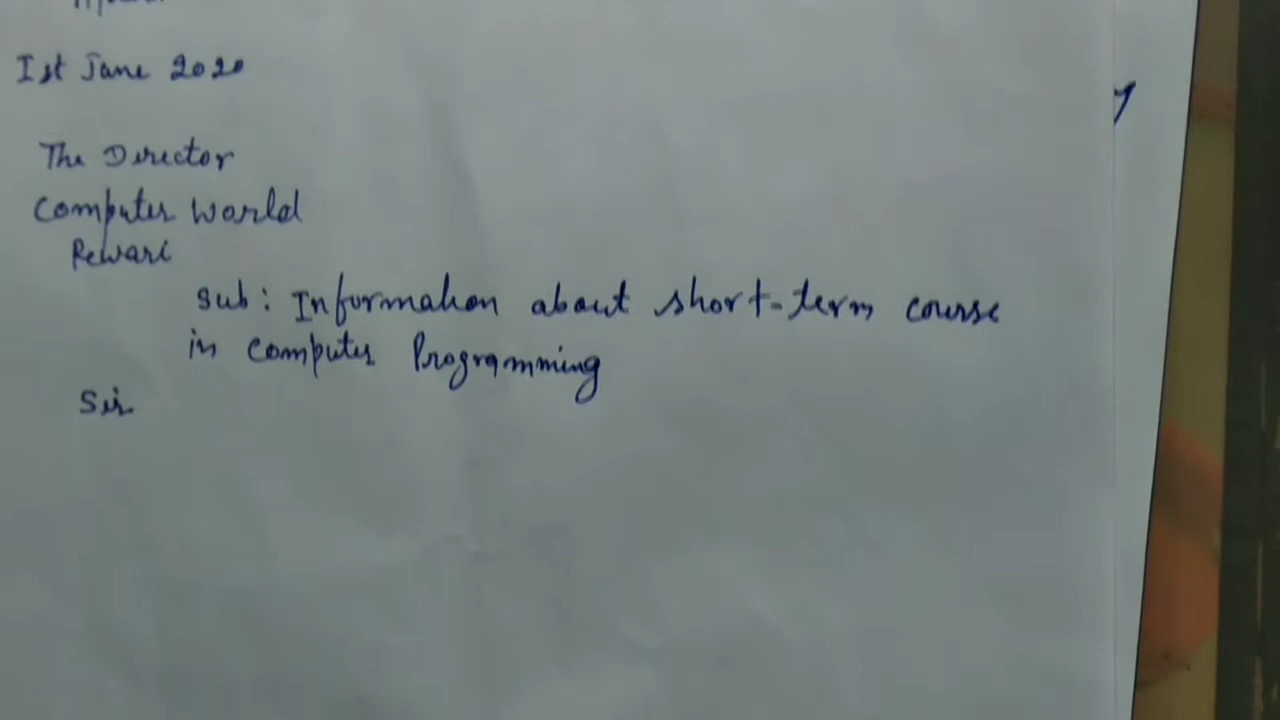 Ist June 2020
The Director
Computer World
Rewari
Sub: Information about short-term course
in Computer Programming
Sir